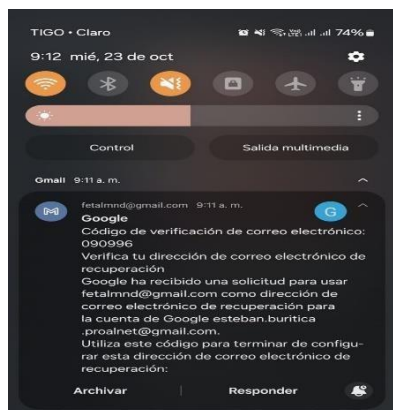 TIGO • Claro 74%
9:12 mié, 23 de oct
Control
Salida multimedia
Gmail 9:11 a. m.
fetalmnd@gmail.com 9:11 a. m.
G
Google
Código de verificación de correo electrónico:
090996
Verifica tu dirección de correo electrónico de
recuperación
Google ha recibido una solicitud para usar
fetalmnd@gmail.com como dirección de
correo electrónico de recuperación para
la cuenta de Google esteban.buritica
.proalnet@gmail.com.
Utiliza este código para terminar de configu-
rar esta dirección de correo electrónico de
recuperación:
Archivar | Responder